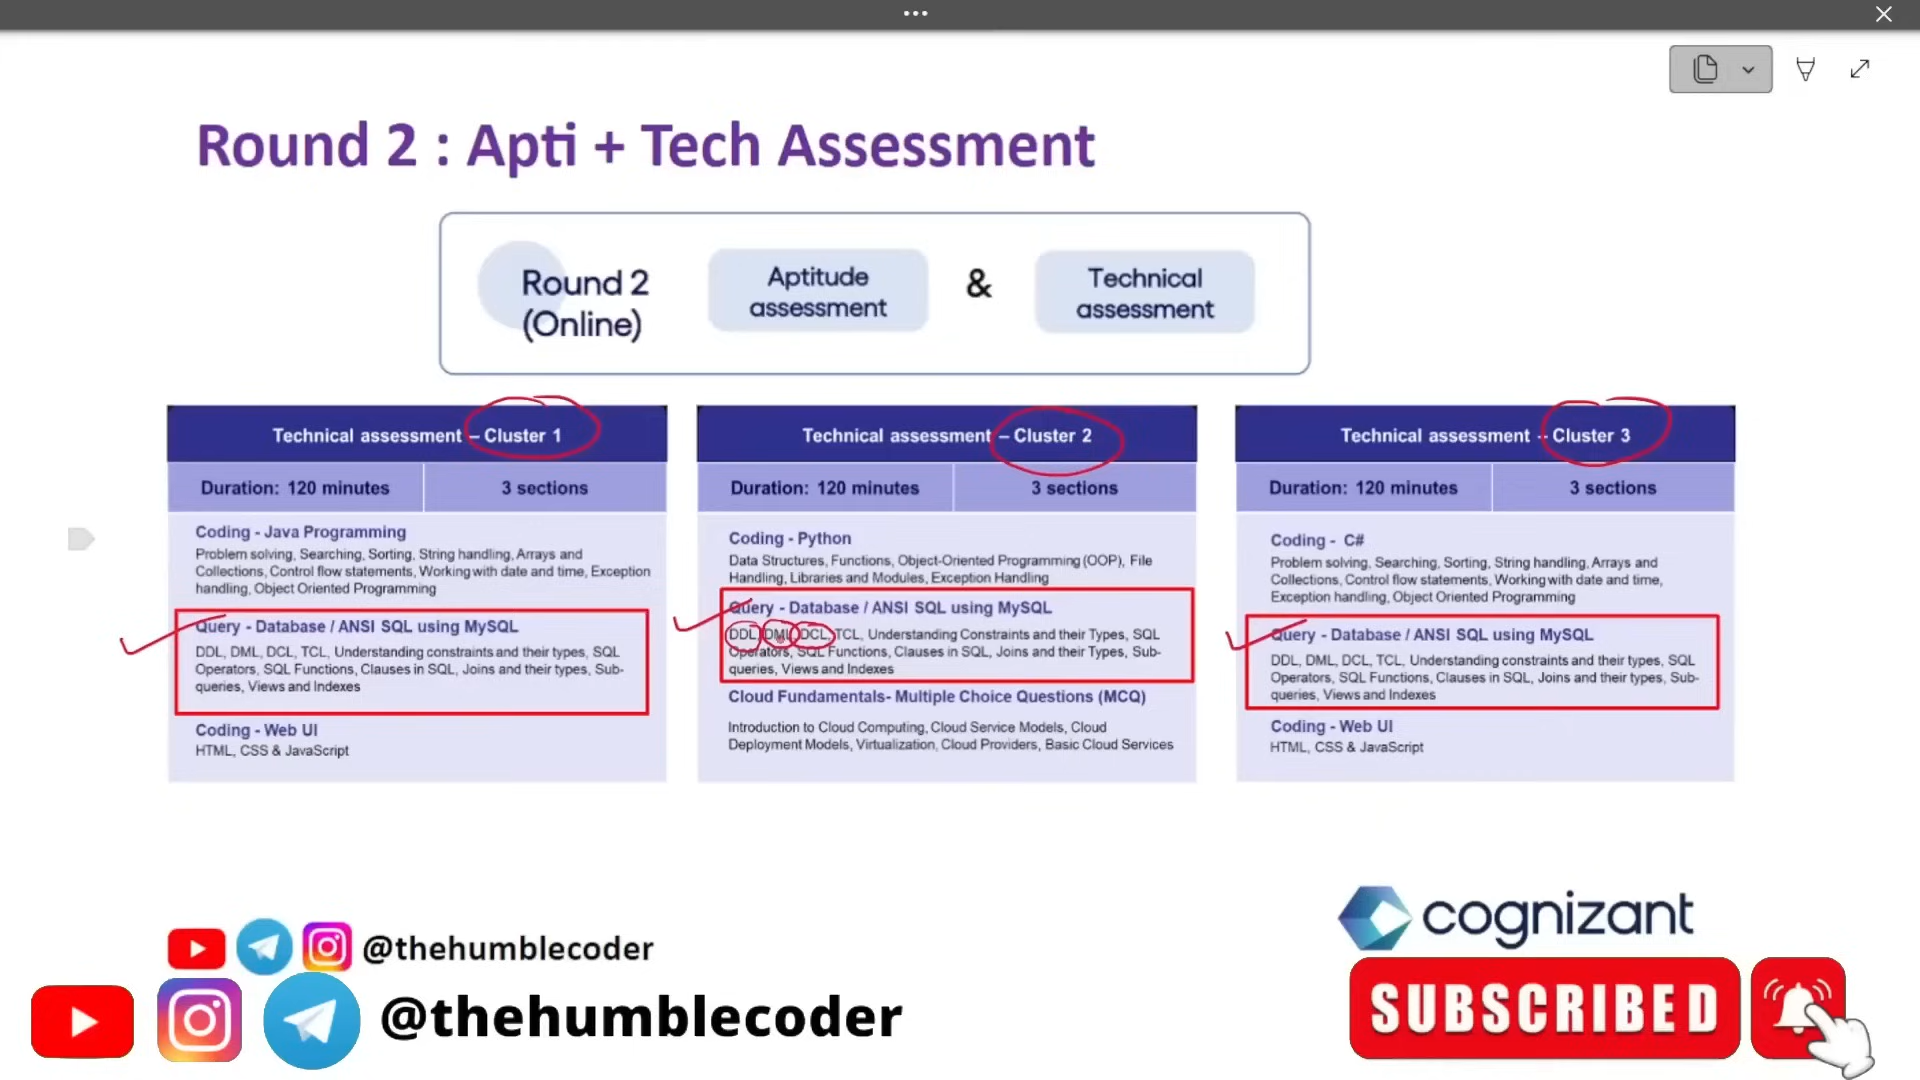 Round 2 : Apti + Tech Assessment
Round 2
(Online)
Aptitude
assessment
&
Technical
assessment
Technical assessment – Cluster 1
Duration: 120 minutes
3 sections
Coding - Java Programming
Problem solving, Searching, Sorting, String handling, Arrays and
Collections, Control flow statements, Working with date and time, Exception
handling, Object Oriented Programming
Query - Database / ANSI SQL using MySQL
DDL, DML, DCL, TCL, Understanding constraints and their types, SQL
Operators, SQL Functions, Clauses in SQL, Joins and their types, Sub-
queries, Views and Indexes
Coding - Web UI
HTML, CSS & JavaScript
Technical assessment – Cluster 2
Duration: 120 minutes
3 sections
Coding - Python
Data Structures, Functions, Object-Oriented Programming (OOP), File
Handling, Libraries and Modules, Exception Handling
Query - Database / ANSI SQL using MySQL
DDL, DML, DCL, TCL, Understanding Constraints and their Types, SQL
Operators, SQL Functions, Clauses in SQL, Joins and their Types, Sub-
queries, Views and Indexes
Cloud Fundamentals- Multiple Choice Questions (MCQ)
Introduction to Cloud Computing, Cloud Service Models, Cloud
Deployment Models, Virtualization, Cloud Providers, Basic Cloud Services
Technical assessment – Cluster 3
Duration: 120 minutes
3 sections
Coding - C#
Problem solving, Searching, Sorting, String handling, Arrays and
Collections, Control flow statements, Working with date and time,
Exception handling, Object Oriented Programming
Query - Database / ANSI SQL using MySQL
DDL, DML, DCL, TCL, Understanding constraints and their types, SQL
Operators, SQL Functions, Clauses in SQL, Joins and their types, Sub-
queries, Views and Indexes
Coding - Web UI
HTML, CSS & JavaScript
@thehumblecoder
cognizant
@thehumblecoder
SUBSCRIBED